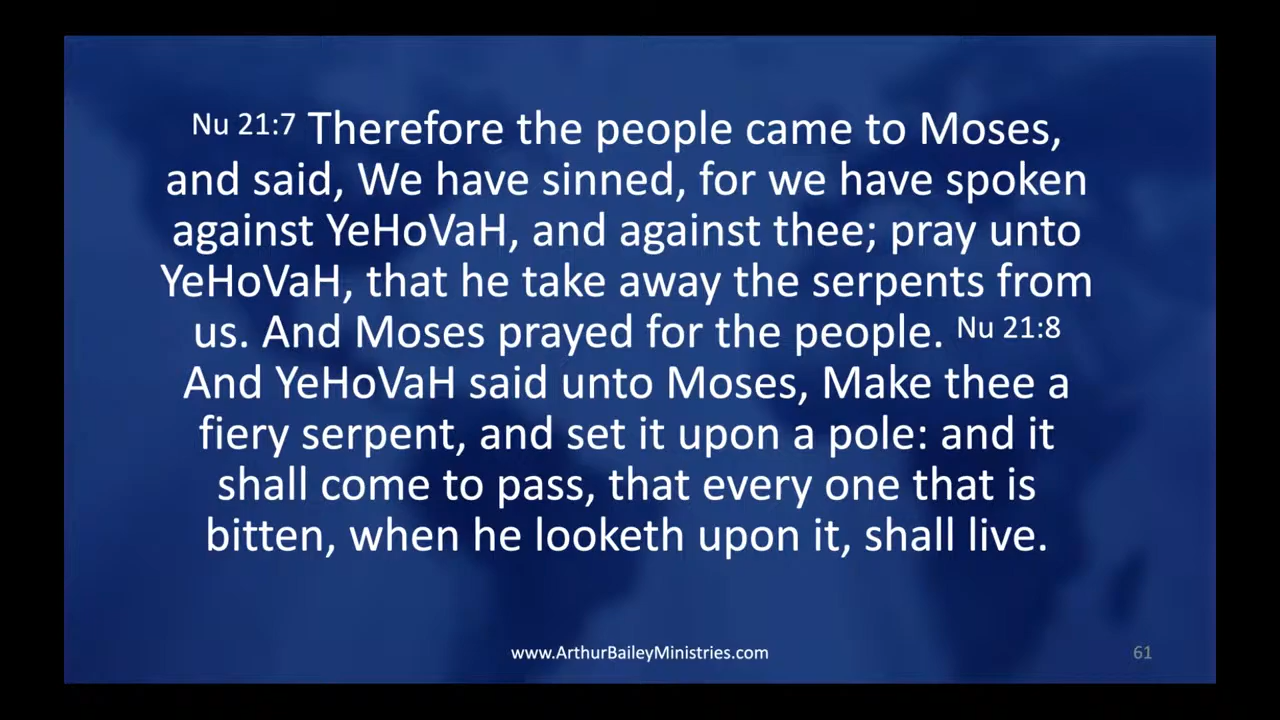 Nu 21:7 Therefore the people came to Moses,
and said, We have sinned, for we have spoken
against YeHoVaH, and against thee; pray unto
YeHoVaH, that he take away the serpents from
us. And Moses prayed for the people. Nu 21:8
And YeHoVaH said unto Moses, Make thee a
fiery serpent, and set it upon a pole: and it
shall come to pass, that every one that is
bitten, when he looketh upon it, shall live.
www.ArthurBaileyMinistries.com
61